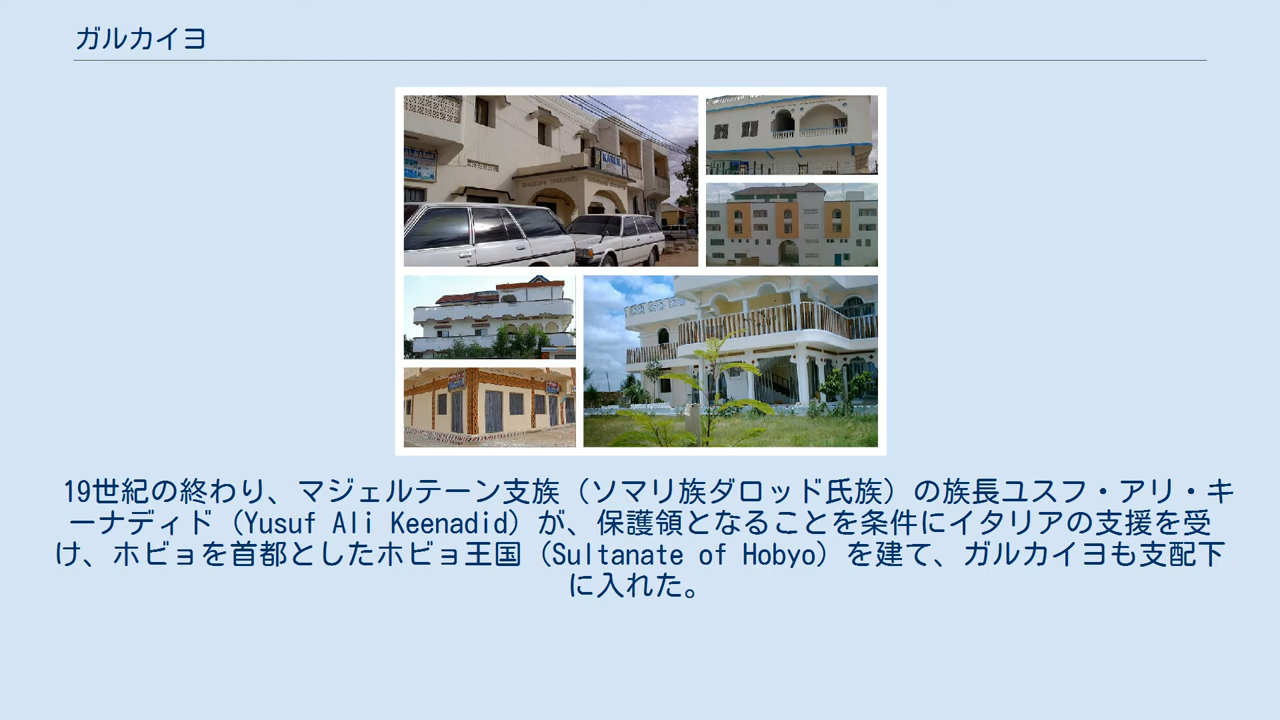 ガルカイヨ
19世紀の終わり、マジェルテーン支族（ソマリ族ダロッド氏族）の族長ユスフ・アリ・キ
ーナディド（Yusuf Ali Keenadid）が、保護領となることを条件にイタリアの支援を受
け、ホビョを首都としたホビョ王国（Sultanate of Hobyo）を建て、ガルカイヨも支配下
に入れた。